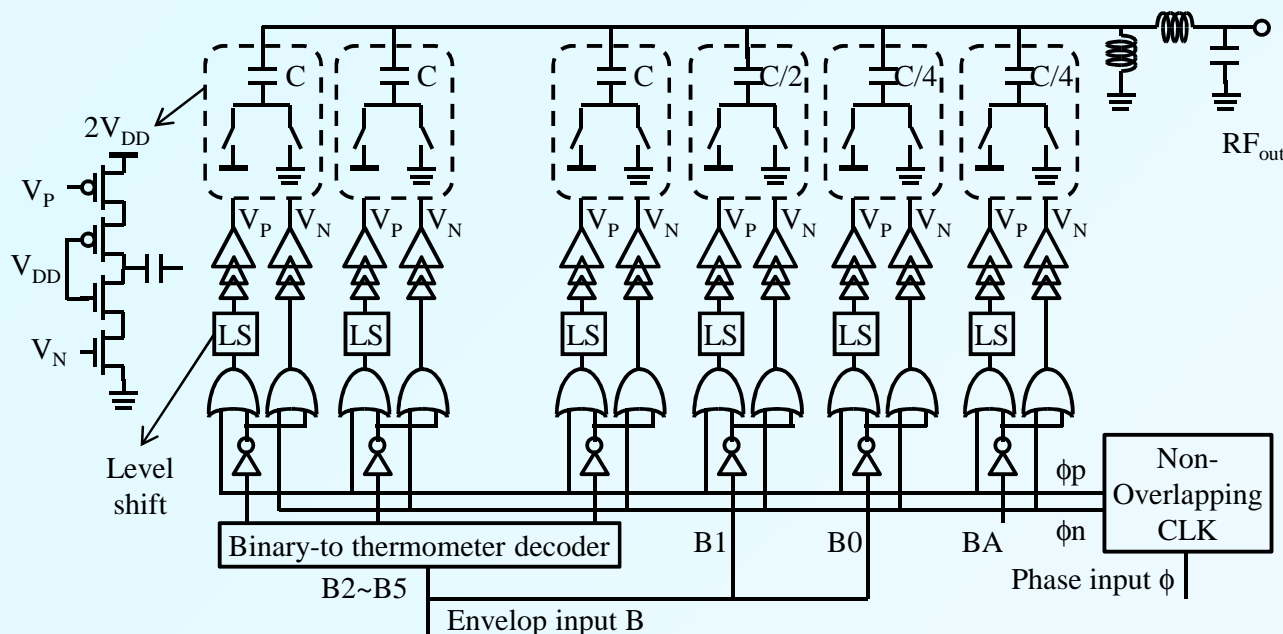 C
C
C
C/2
C/4
C/4
2V_DD
RF_out
V_P
V_P
V_N
V_P
V_N
V_P
V_N
V_P
V_N
V_P
V_N
V_P
V_N
V_DD
V_N
LS
LS
LS
LS
LS
LS
Level
shift
Non-
Overlapping
CLK
ϕp
ϕn
Binary-to thermometer decoder
B1
B0
BA
B2~B5
Phase input ϕ
Envelop input B